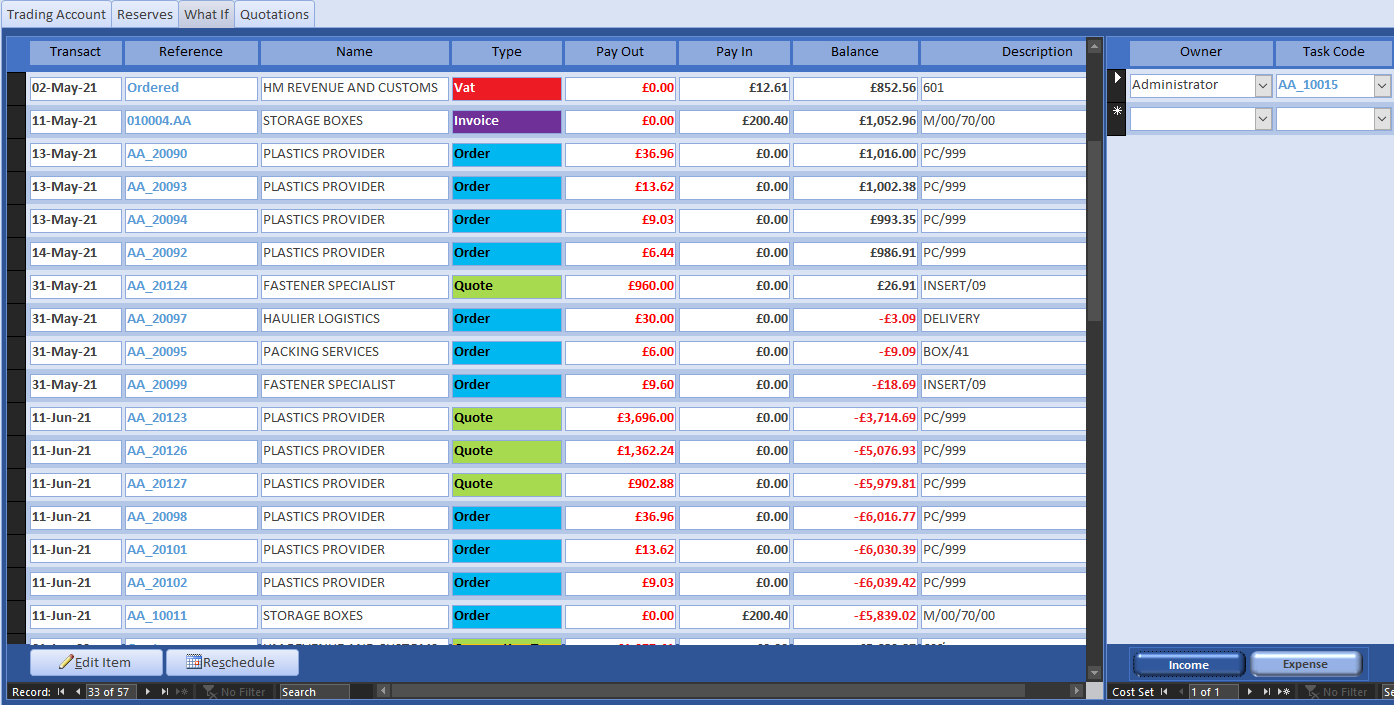 Trading Account Reserves What If Quotations
Transact Reference Name Type Pay Out Pay In Balance Description Owner Task Code
02-May-21 Ordered HM REVENUE AND CUSTOMS Vat £0.00 £12.61 £852.56 601 Administrator AA_10015
11-May-21 010004.AA STORAGE BOXES Invoice £0.00 £200.40 £1,052.96 M/00/70/00
13-May-21 AA_20090 PLASTICS PROVIDER Order £36.96 £0.00 £1,016.00 PC/999
13-May-21 AA_20093 PLASTICS PROVIDER Order £13.62 £0.00 £1,002.38 PC/999
13-May-21 AA_20094 PLASTICS PROVIDER Order £9.03 £0.00 £993.35 PC/999
14-May-21 AA_20092 PLASTICS PROVIDER Order £6.44 £0.00 £986.91 PC/999
31-May-21 AA_20124 FASTENER SPECIALIST Quote £960.00 £0.00 £26.91 INSERT/09
31-May-21 AA_20097 HAULIER LOGISTICS Order £30.00 £0.00 -£3.09 DELIVERY
31-May-21 AA_20095 PACKING SERVICES Order £6.00 £0.00 -£9.09 BOX/41
31-May-21 AA_20099 FASTENER SPECIALIST Order £9.60 £0.00 -£18.69 INSERT/09
11-Jun-21 AA_20123 PLASTICS PROVIDER Quote £3,696.00 £0.00 -£3,714.69 PC/999
11-Jun-21 AA_20126 PLASTICS PROVIDER Quote £1,362.24 £0.00 -£5,076.93 PC/999
11-Jun-21 AA_20127 PLASTICS PROVIDER Quote £902.88 £0.00 -£5,979.81 PC/999
11-Jun-21 AA_20098 PLASTICS PROVIDER Order £36.96 £0.00 -£6,016.77 PC/999
11-Jun-21 AA_20101 PLASTICS PROVIDER Order £13.62 £0.00 -£6,030.39 PC/999
11-Jun-21 AA_20102 PLASTICS PROVIDER Order £9.03 £0.00 -£6,039.42 PC/999
11-Jun-21 AA_10011 STORAGE BOXES Order £0.00 £200.40 -£5,839.02 M/00/70/00
Edit Item Reschedule Income Expense
Record: 33 of 57 No Filter Search Cost Set 1 of 1 No Filter Se